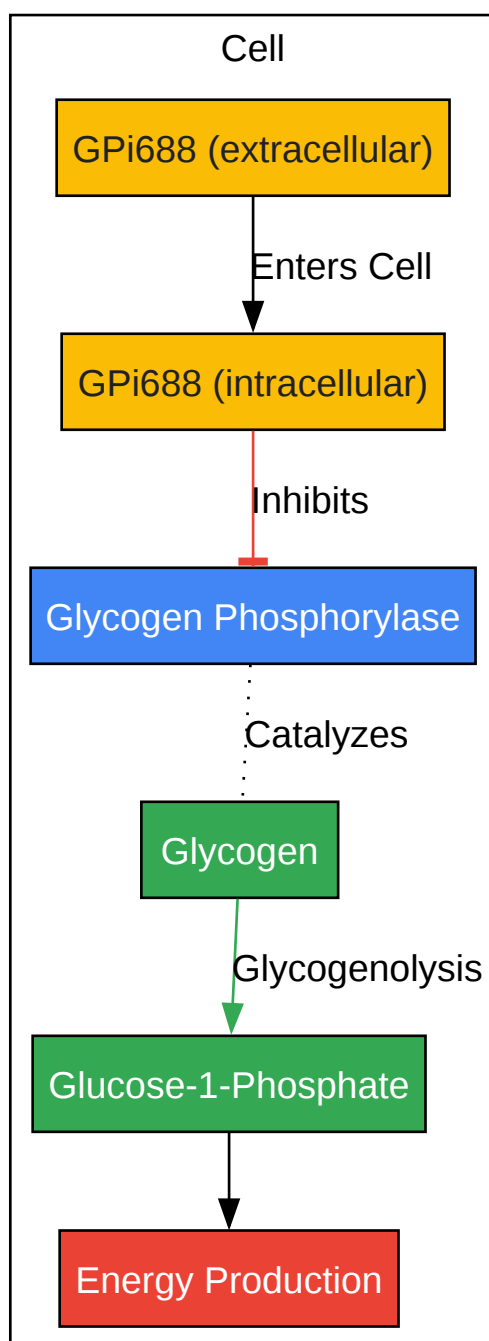 Cell
GPi688 (extracellular)
Enters Cell
GPi688 (intracellular)
Inhibits
Glycogen Phosphorylase
Catalyzes
Glycogen
Glycogenolysis
Glucose-1-Phosphate
Energy Production